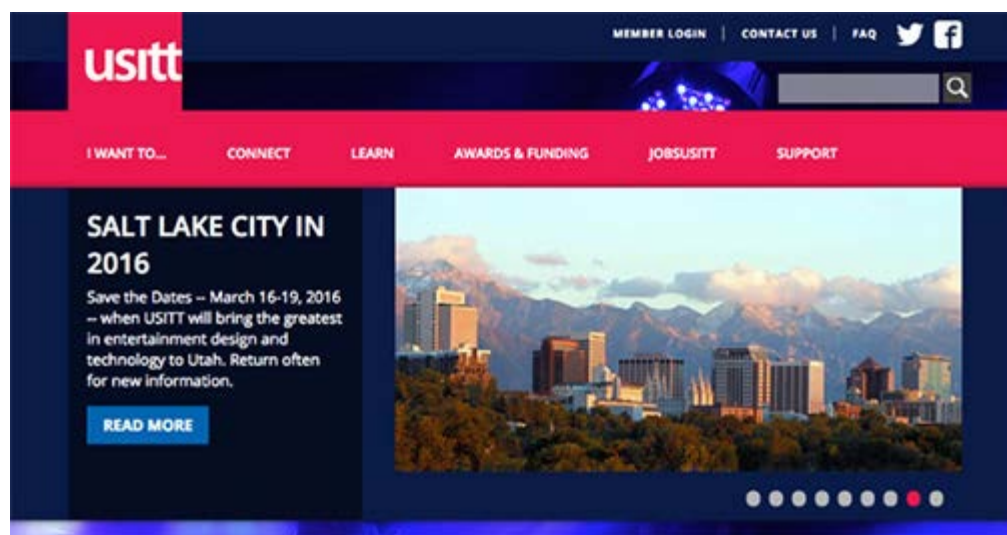 usitt
MEMBER LOGIN | CONTACT US | FAQ
I WANT TO... CONNECT LEARN AWARDS & FUNDING JOBSUSITT SUPPORT
SALT LAKE CITY IN
2016
Save the Dates -- March 16-19, 2016
-- when USITT will bring the greatest
in entertainment design and
technology to Utah. Return often
for new information.
READ MORE